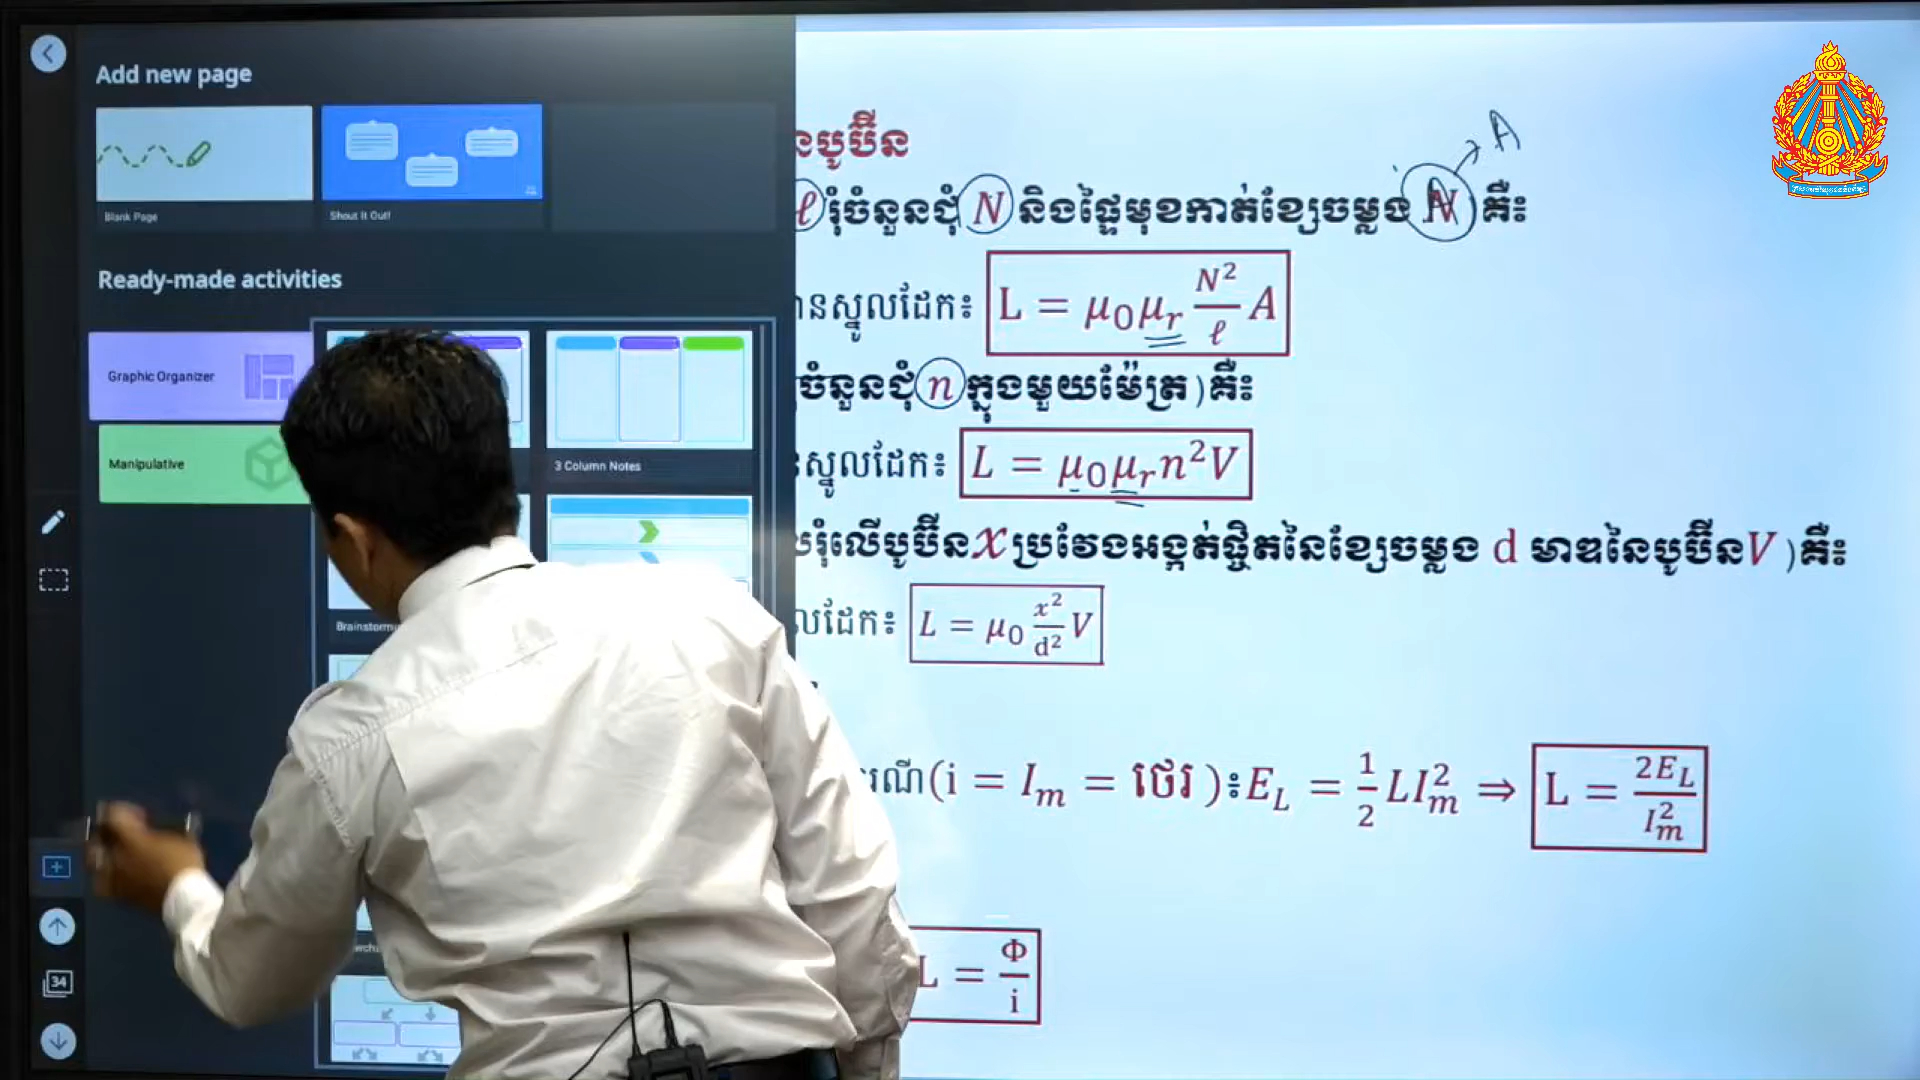 Add new page
Blank Page
Shout It Out!
Ready-made activities
Graphic Organizer
Manipulative
3 Column Notes
34
នបូប៊ីន
ℓ រុំចំនួនជុំ N និងផ្ទៃមុខកាត់ខ្សែចម្លង N គឺ៖
A
ានស្នូលដែក៖ L = μ₀μᵣ N²/ℓ A
ចំនួនជុំ n ក្នុងមួយម៉ែត្រ) គឺ៖
ស្នូលដែក៖ L = μ₀μᵣn²V
រុំលើបូប៊ីន x ប្រវែងអង្កត់ផ្ចិតនៃខ្សែចម្លង d មាឌនៃបូប៊ីន V ) គឺ៖
លដែក៖ L = μ₀ x²/d² V
រណី (i = Iₘ = ថេរ )៖ E_L = 1/2 LIₘ² ⇒ L = 2E_L/Iₘ²
L = Φ/i